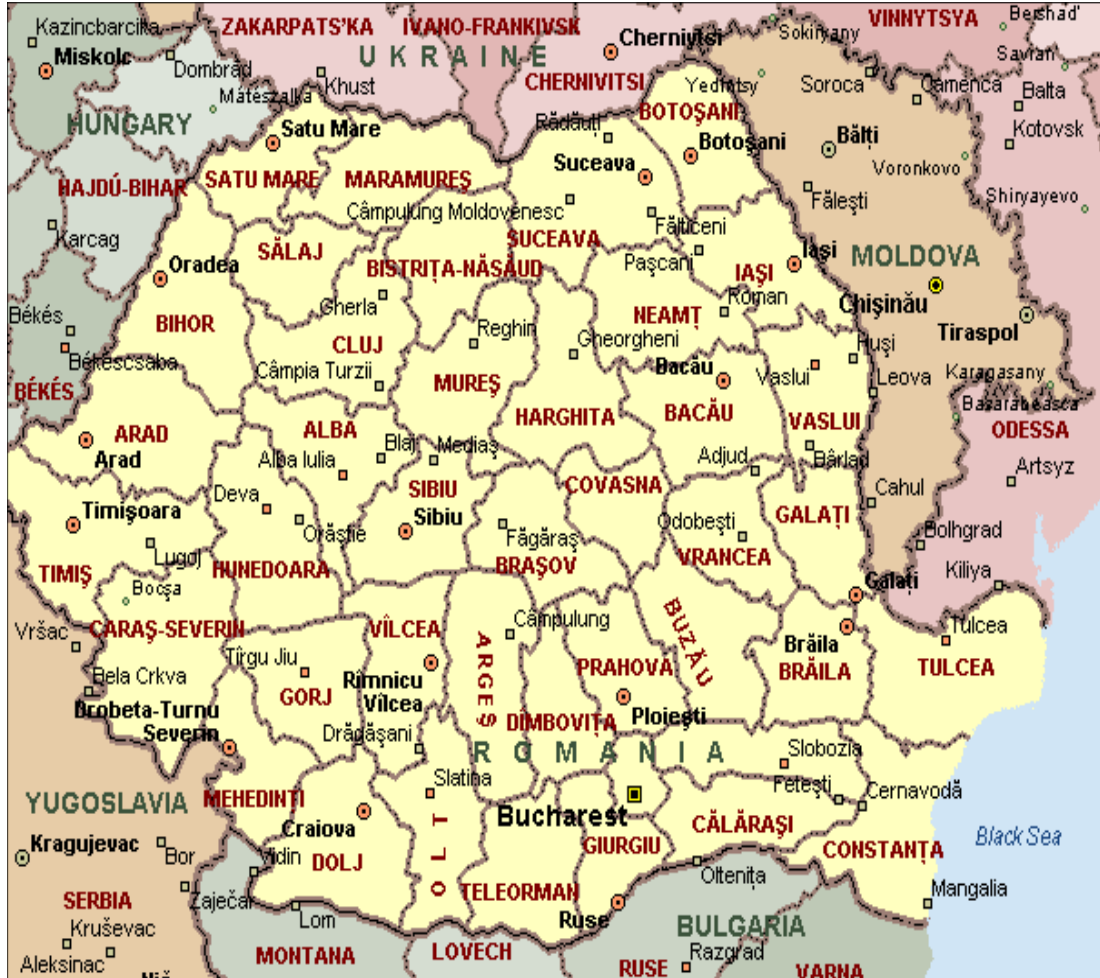 Kazincbarcika
ZAKARPATS'KA
IVANO-FRANKIVSK
VINNYTSYA
Bershad'
Miskolc
Dombrád
UKRAINE
Chernivtsi
Sokiryany
Savran
Khust
CHERNIVITSI
Yedintsy
Soroca
Camenca
Balta
Mátészalka
HUNGARY
Satu Mare
Rădăuţi
BOTOŞANI
Botoşani
Bălţi
Kotovsk
HAJDÚ-BIHAR
SATU MARE
MARAMUREŞ
Suceava
Voronkovo
Câmpulung Moldovenesc
Făleşti
Shiryayevo
Karcag
Fălticeni
SĂLAJ
SUCEAVA
Oradea
BISTRIŢA-NĂSĂUD
Paşcani
Iaşi
IAŞI
MOLDOVA
Gherla
Chişinău
Békés
BIHOR
Reghin
NEAMŢ
Roman
Tiraspol
CLUJ
Gheorgheni
Huşi
Békéscsaba
Câmpia Turzii
MUREŞ
Bacău
Vaslui
Leova
Karagasany
BÉKÉS
Basarabeasca
HARGHITA
BACĂU
VASLUI
ARAD
ALBA
ODESSA
Arad
Blaj
Mediaş
Alba Iulia
Adjud
Bârlad
Artsyz
Deva
SIBIU
COVASNA
Cahul
Timişoara
Sibiu
GALAŢI
Orăştie
Făgăraş
Odobeşti
Bolhgrad
Lugoj
BRAŞOV
VRANCEA
TIMIŞ
HUNEDOARA
Galaţi
Kiliya
Bocşa
Câmpulung
CARAŞ-SEVERIN
VÎLCEA
ARGEŞ
BUZĂU
Vršac
Brăila
Tulcea
Tîrgu Jiu
PRAHOVA
BRĂILA
TULCEA
Bela Crkva
GORJ
Rîmnicu
Vîlcea
Drobeta-Turnu
Severin
DÎMBOVIŢA
Ploieşti
Drăgăşani
ROMANIA
Slobozia
Slatina
Feteşti
YUGOSLAVIA
MEHEDINŢI
Cernavodă
Craiova
Bucharest
CĂLĂRAŞI
Kragujevac
Bor
DOLJ
OLT
GIURGIU
CONSTANŢA
Black Sea
Vidin
Olteniţa
SERBIA
Zaječar
TELEORMAN
Mangalia
Lom
Ruse
BULGARIA
Kruševac
Aleksinac
MONTANA
LOVECH
Razgrad
RUSE
VARNA
Niš